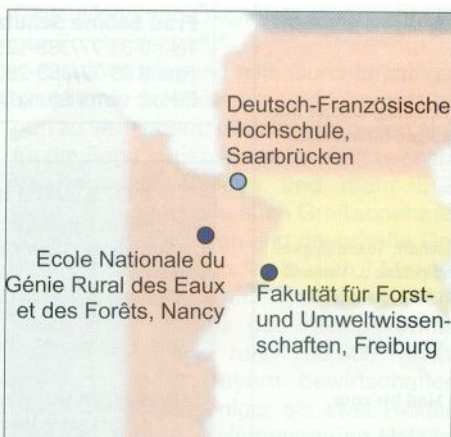 Deutsch-Französische
Hochschule,
Saarbrücken
Ecole Nationale du
Génie Rural des Eaux
et des Forêts, Nancy
Fakultät für Forst-
und Umweltwissen-
schaften, Freiburg